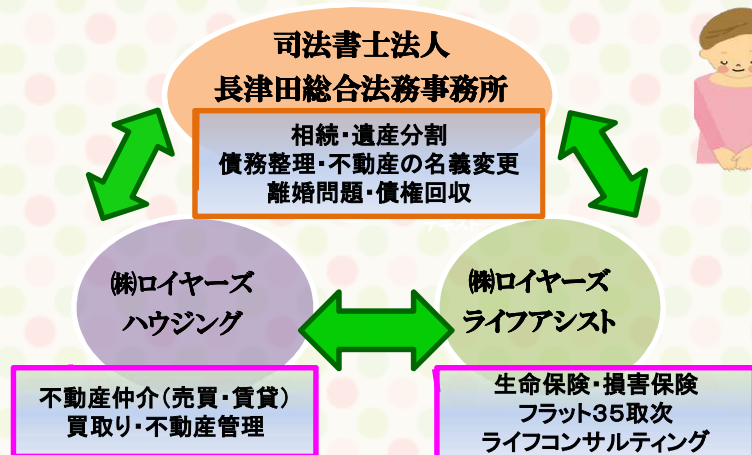 司法書士法人
長津田総合法務事務所
相続・遺産分割
債務整理・不動産の名義変更
離婚問題・債権回収
テキスト
㈱ロイヤーズ
ハウジング
㈱ロイヤーズ
ライフアシスト
不動産仲介(売買・賃貸)
買取り・不動産管理
生命保険・損害保険
フラット35取次
ライフコンサルティング